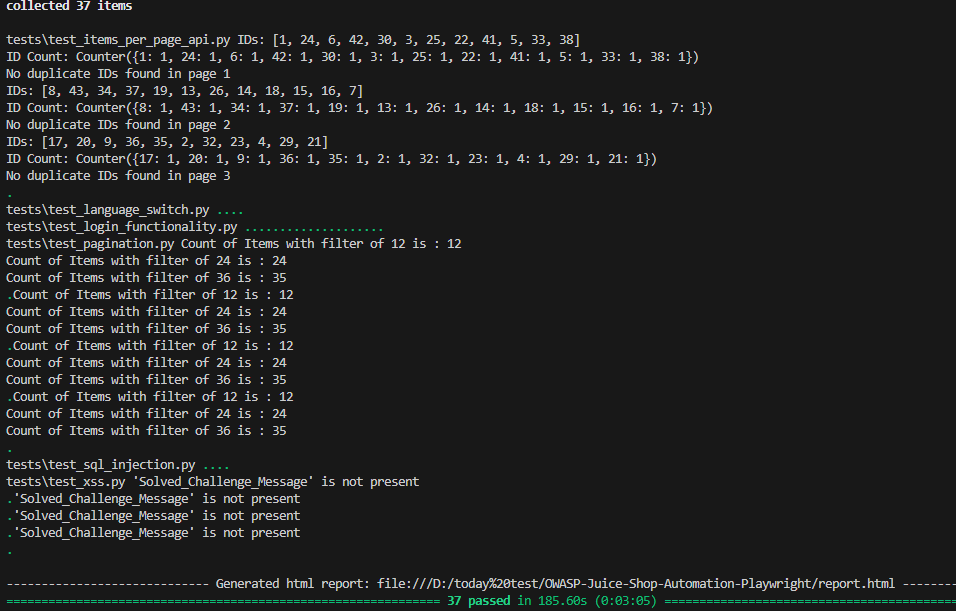 collected 37 items
tests\test_items_per_page_api.py IDs: [1, 24, 6, 42, 30, 3, 25, 22, 41, 5, 33, 38]
ID Count: Counter({1: 1, 24: 1, 6: 1, 42: 1, 30: 1, 3: 1, 25: 1, 22: 1, 41: 1, 5: 1, 33: 1, 38: 1})
No duplicate IDs found in page 1
IDs: [8, 43, 34, 37, 19, 13, 26, 14, 18, 15, 16, 7]
ID Count: Counter({8: 1, 43: 1, 34: 1, 37: 1, 19: 1, 13: 1, 26: 1, 14: 1, 18: 1, 15: 1, 16: 1, 7: 1})
No duplicate IDs found in page 2
IDs: [17, 20, 9, 36, 35, 2, 32, 23, 4, 29, 21]
ID Count: Counter({17: 1, 20: 1, 9: 1, 36: 1, 35: 1, 2: 1, 32: 1, 23: 1, 4: 1, 29: 1, 21: 1})
No duplicate IDs found in page 3
.
tests\test_language_switch.py ....
tests\test_login_functionality.py ....................
tests\test_pagination.py Count of Items with filter of 12 is : 12
Count of Items with filter of 24 is : 24
Count of Items with filter of 36 is : 35
.Count of Items with filter of 12 is : 12
Count of Items with filter of 24 is : 24
Count of Items with filter of 36 is : 35
.Count of Items with filter of 12 is : 12
Count of Items with filter of 24 is : 24
Count of Items with filter of 36 is : 35
.Count of Items with filter of 12 is : 12
Count of Items with filter of 24 is : 24
Count of Items with filter of 36 is : 35
.
tests\test_sql_injection.py ....
tests\test_xss.py 'Solved_Challenge_Message' is not present
.'Solved_Challenge_Message' is not present
.'Solved_Challenge_Message' is not present
.'Solved_Challenge_Message' is not present
.
----------------------------- Generated html report: file:///D:/today%20test/OWASP-Juice-Shop-Automation-Playwright/report.html --------
============================================================== 37 passed in 185.60s (0:03:05) ==========================================